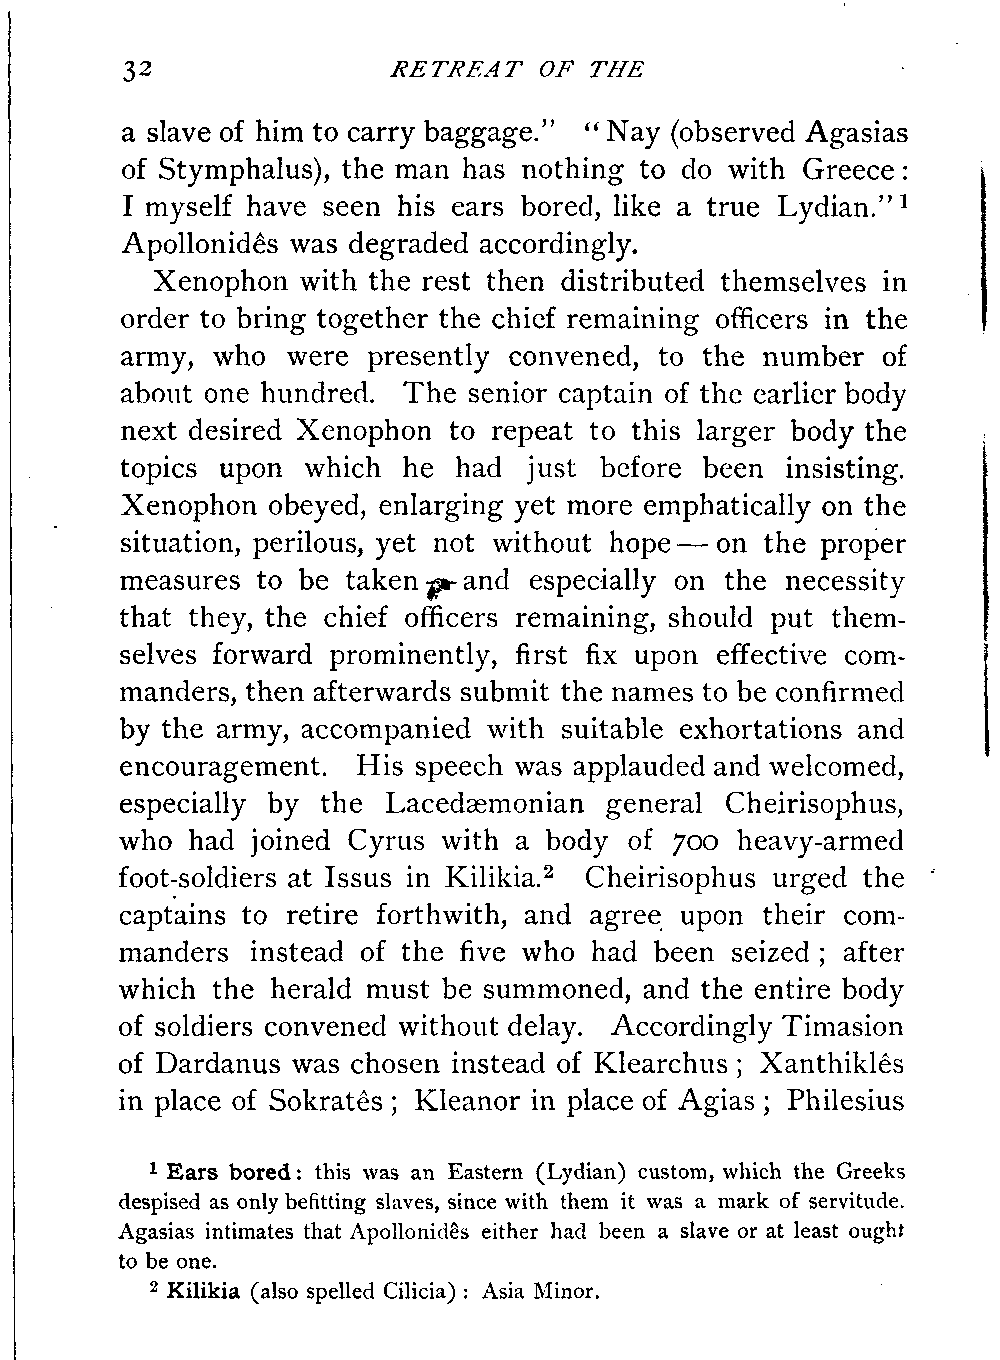 32 RETREAT OF THE
a slave of him to carry baggage." "Nay (observed Agasias
of Stymphalus), the man has nothing to do with Greece:
I myself have seen his ears bored, like a true Lydian." 1
Apollonidês was degraded accordingly.
Xenophon with the rest then distributed themselves in
order to bring together the chief remaining officers in the
army, who were presently convened, to the number of
about one hundred. The senior captain of the earlier body
next desired Xenophon to repeat to this larger body the
topics upon which he had just before been insisting.
Xenophon obeyed, enlarging yet more emphatically on the
situation, perilous, yet not without hope — on the proper
measures to be taken — and especially on the necessity
that they, the chief officers remaining, should put them-
selves forward prominently, first fix upon effective com-
manders, then afterwards submit the names to be confirmed
by the army, accompanied with suitable exhortations and
encouragement. His speech was applauded and welcomed,
especially by the Lacedæmonian general Cheirisophus,
who had joined Cyrus with a body of 700 heavy-armed
foot-soldiers at Issus in Kilikia.2 Cheirisophus urged the
captains to retire forthwith, and agree upon their com-
manders instead of the five who had been seized; after
which the herald must be summoned, and the entire body
of soldiers convened without delay. Accordingly Timasion
of Dardanus was chosen instead of Klearchus; Xanthiklês
in place of Sokratês; Kleanor in place of Agias; Philesius
1 Ears bored: this was an Eastern (Lydian) custom, which the Greeks
despised as only befitting slaves, since with them it was a mark of servitude.
Agasias intimates that Apollonidês either had been a slave or at least ought
to be one.
2 Kilikia (also spelled Cilicia): Asia Minor.